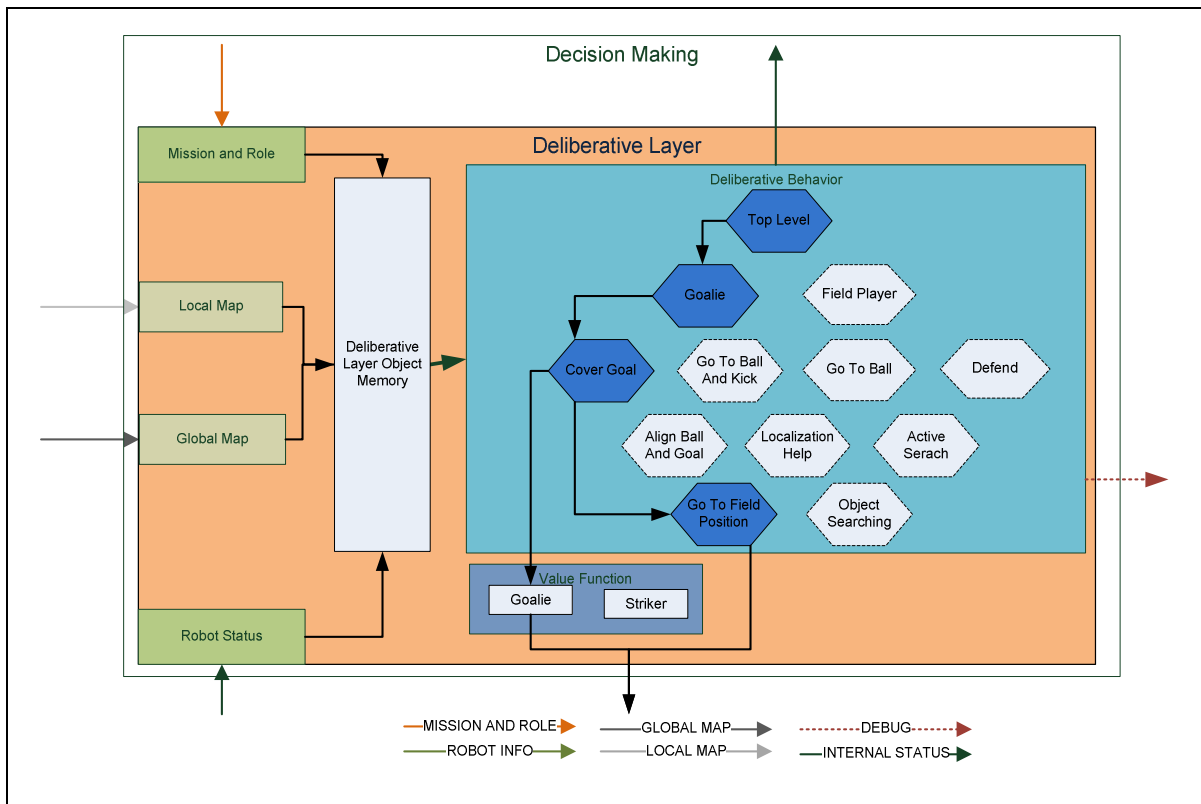 Decision Making
Deliberative Layer
Mission and Role
Deliberative Behavior
Top Level
Local Map
Goalie
Field Player
Deliberative
Layer Object
Memory
Cover Goal
Go To Ball
And Kick
Go To Ball
Defend
Global Map
Align Ball
And Goal
Localization
Help
Active
Serach
Go To Field
Position
Object
Searching
Value Function
Goalie
Striker
Robot Status
MISSION AND ROLE
GLOBAL MAP
DEBUG
ROBOT INFO
LOCAL MAP
INTERNAL STATUS